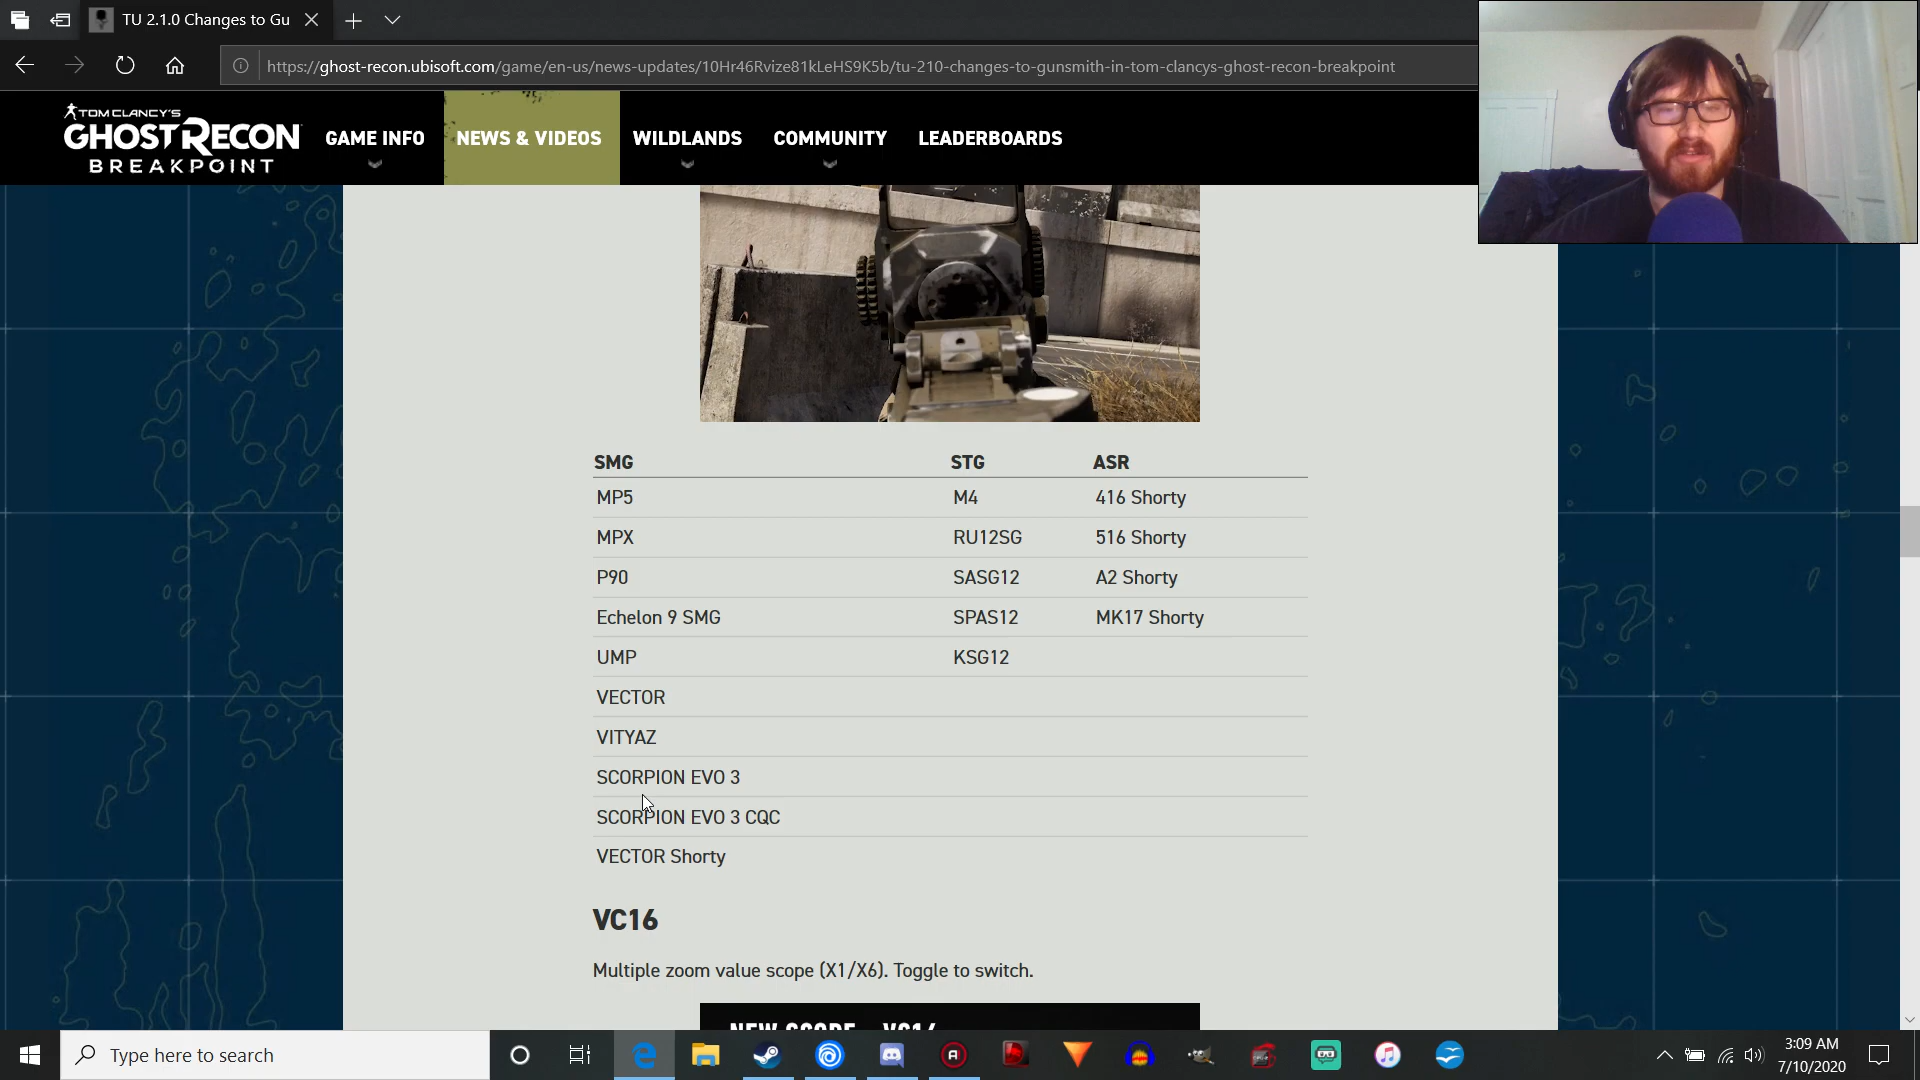 TU 2.1.0 Changes to Gu
https://ghost-recon.ubisoft.com/game/en-us/news-updates/10Hr46Rvize81kLeHS9K5b/tu-210-changes-to-gunsmith-in-tom-clancys-ghost-recon-breakpoint
TOM CLANCY'S
GHOST RECON
BREAKPOINT
GAME INFO
NEWS & VIDEOS
WILDLANDS
COMMUNITY
LEADERBOARDS
SMG STG ASR
MP5 M4 416 Shorty
MPX RU12SG 516 Shorty
P90 SASG12 A2 Shorty
Echelon 9 SMG SPAS12 MK17 Shorty
UMP KSG12
VECTOR
VITYAZ
SCORPION EVO 3
SCORPION EVO 3 CQC
VECTOR Shorty
VC16
Multiple zoom value scope (X1/X6). Toggle to switch.
NEW SCOPE - VC16
Type here to search
3:09 AM
7/10/2020